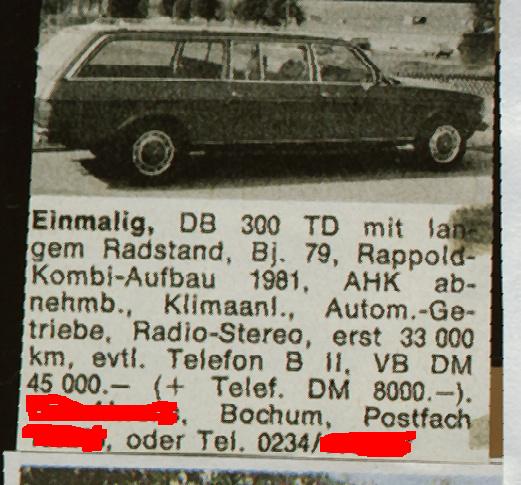 Einmalig, DB 300 TD mit lan-
gem Radstand, Bj. 79, Rappold-
Kombi-Aufbau 1981, AHK ab-
nehmb., Klimaanl., Autom.-Ge-
triebe, Radio-Stereo, erst 33 000
km, evtl. Telefon B II, VB DM
45 000.— (+ Telef. DM 8000.—).
, Bochum, Postfach
, oder Tel. 0234/